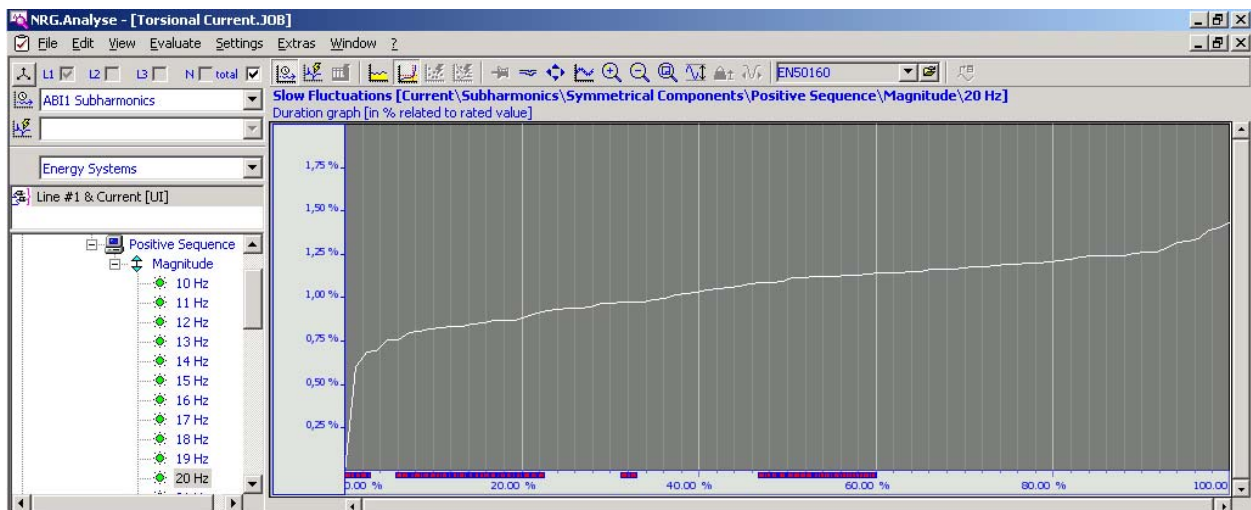 NRG.Analyse - [Torsional Current.JOB]
File Edit View Evaluate Settings Extras Window ?
L1 L2 L3 N total
EN50160
ABI1 Subharmonics
Slow Fluctuations [Current\Subharmonics\Symmetrical Components\Positive Sequence\Magnitude\20 Hz]
Duration graph [in % related to rated value]
Energy Systems
Line #1 & Current [UI]
Positive Sequence
Magnitude
10 Hz
11 Hz
12 Hz
13 Hz
14 Hz
15 Hz
16 Hz
17 Hz
18 Hz
19 Hz
20 Hz
1,75 %
1,50 %
1,25 %
1,00 %
0,75 %
0,50 %
0,25 %
0.00 % 20.00 % 40.00 % 60.00 % 80.00 % 100.00